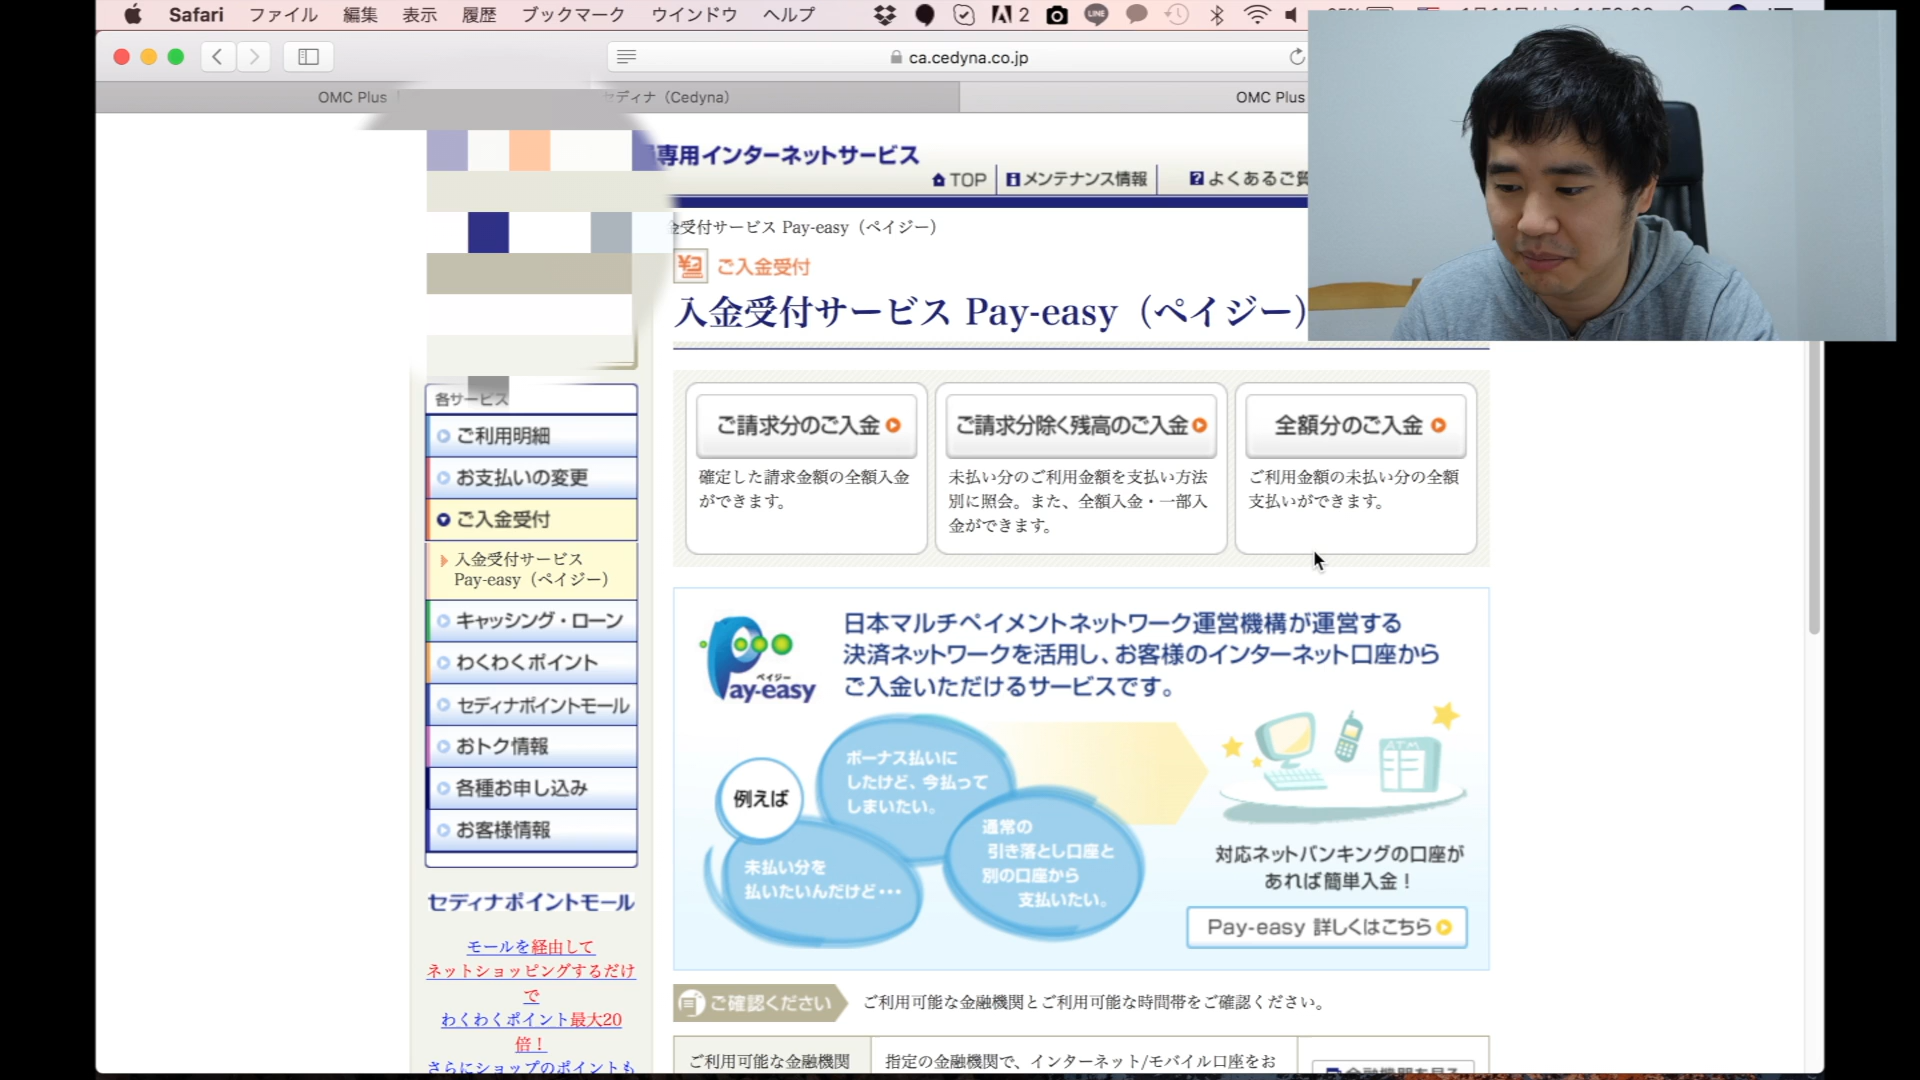 Safari ファイル 編集 表示 履歴 ブックマーク ウインドウ ヘルプ
2
LINE
ca.cedyna.co.jp
OMC Plus
ディナ（Cedyna）
OMC Plus
専用インターネットサービス
TOP
メンテナンス情報
よくあるご質
金受付サービス Pay-easy（ペイジー）
ご入金受付
入金受付サービス Pay-easy（ペイジー）
各サービス
ご利用明細
お支払いの変更
ご入金受付
入金受付サービス
Pay-easy（ペイジー）
キャッシング・ローン
わくわくポイント
セディナポイントモール
おトク情報
各種お申し込み
お客様情報
セディナポイントモール
モールを経由して
ネットショッピングするだけ
で
わくわくポイント最大20
倍！
さらにショップのポイントも
ご請求分のご入金
確定した請求金額の全額入金
ができます。
ご請求分除く残高のご入金
未払い分のご利用金額を支払い方法
別に照会。また、全額入金・一部入
金ができます。
全額分のご入金
ご利用金額の未払い分の全額
支払いができます。
ペイジー
Pay-easy
日本マルチペイメントネットワーク運営機構が運営する
決済ネットワークを活用し、お客様のインターネット口座から
ご入金いただけるサービスです。
例えば
ボーナス払いに
したけど、今払って
しまいたい。
未払い分を
払いたいんだけど・・・
通常の
引き落とし口座と
別の口座から
支払いたい。
ATM
対応ネットバンキングの口座が
あれば簡単入金！
Pay-easy 詳しくはこちら
ご確認ください
ご利用可能な金融機関とご利用可能な時間帯をご確認ください。
ご利用可能な金融機関
指定の金融機関で、インターネット/モバイル口座をお